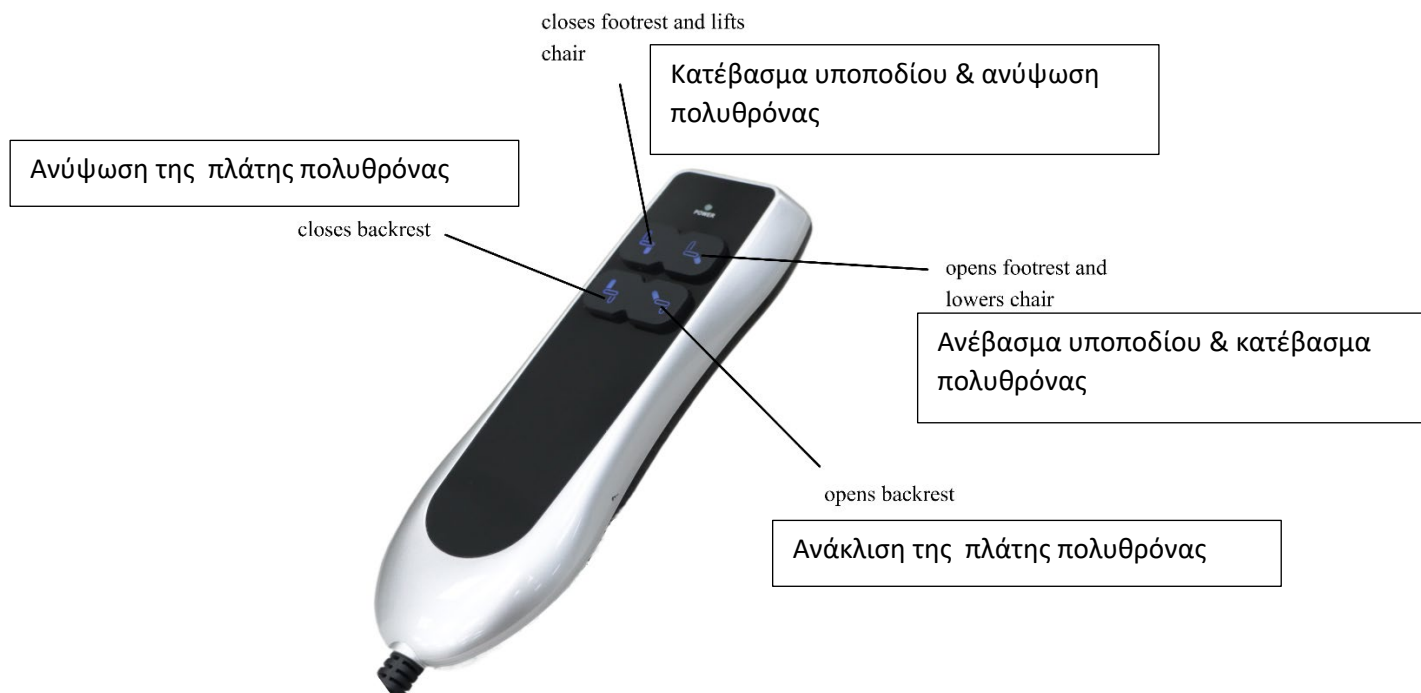 closes footrest and lifts
chair
Κατέβασμα υποποδίου & ανύψωση
πολυθρόνας
Ανύψωση της πλάτης πολυθρόνας
closes backrest
POWER
opens footrest and
lowers chair
Ανέβασμα υποποδίου & κατέβασμα
πολυθρόνας
opens backrest
Ανάκλιση της πλάτης πολυθρόνας